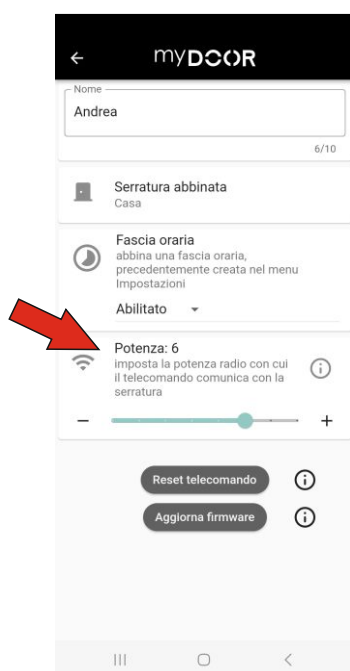 myDOOR
Nome
Andrea
6/10
Serratura abbinata
Casa
Fascia oraria
abbina una fascia oraria,
precedentemente creata nel menu
Impostazioni
Abilitato
Potenza: 6
imposta la potenza radio con cui
il telecomando comunica con la
serratura
Reset telecomando
Aggiorna firmware